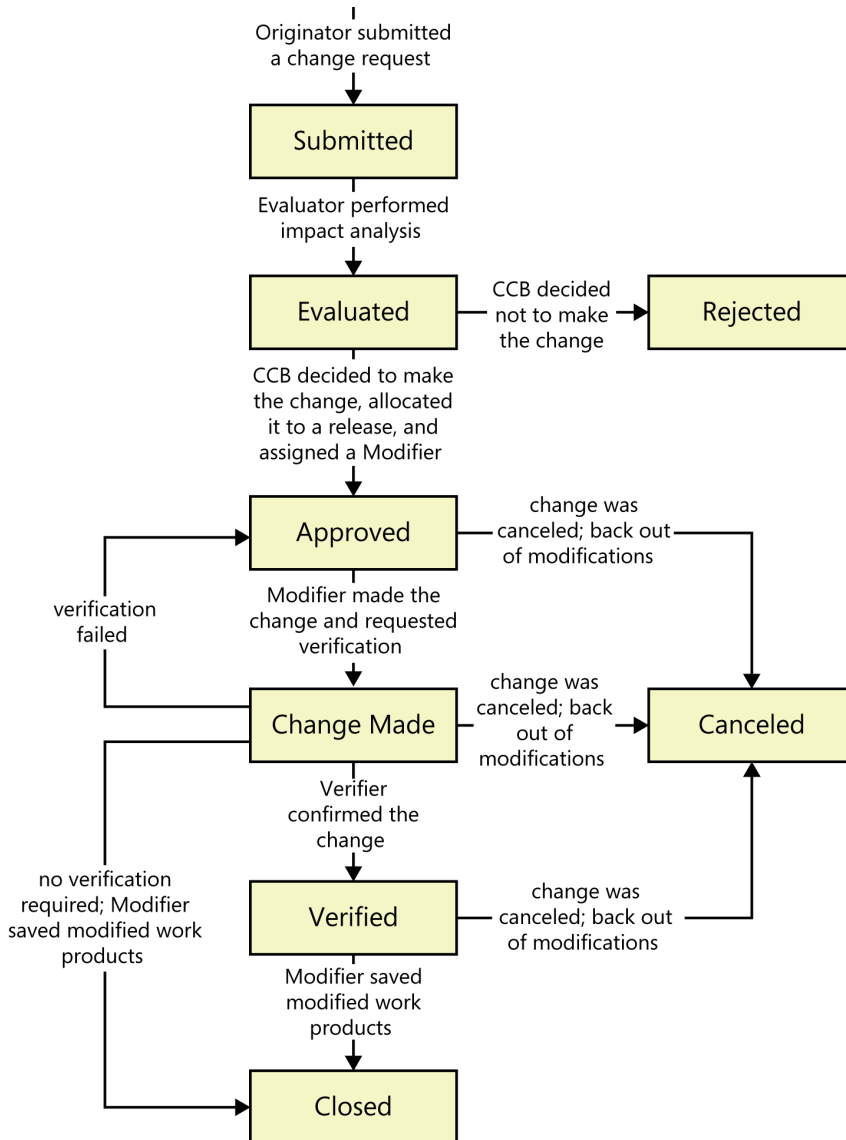 Originator submitted
a change request
Submitted
Evaluator performed
impact analysis
Evaluated
CCB decided
not to make
the change
Rejected
CCB decided to make
the change, allocated
it to a release, and
assigned a Modifier
Approved
change was
canceled; back out
of modifications
verification
failed
Modifier made the
change and requested
verification
Change Made
change was
canceled; back
out of
modifications
Canceled
Verifier
confirmed the
change
no verification
required; Modifier
saved modified work
products
Verified
change was
canceled; back out
of modifications
Modifier saved
modified work
products
Closed